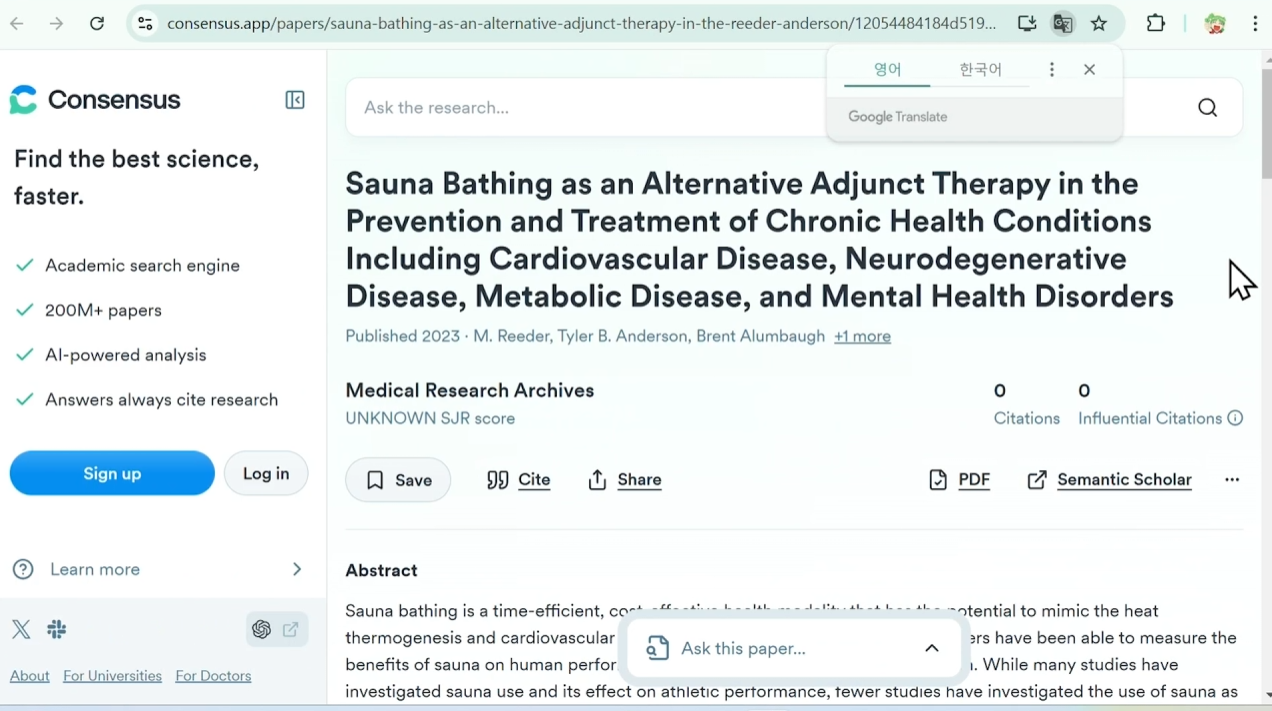 consensus.app/papers/sauna-bathing-as-an-alternative-adjunct-therapy-in-the-reeder-anderson/12054484184d519...
영어 한국어
Google Translate
Consensus
Find the best science,
faster.
Academic search engine
200M+ papers
AI-powered analysis
Answers always cite research
Sign up Log in
Learn more
About For Universities For Doctors
Ask the research...
Sauna Bathing as an Alternative Adjunct Therapy in the
Prevention and Treatment of Chronic Health Conditions
Including Cardiovascular Disease, Neurodegenerative
Disease, Metabolic Disease, and Mental Health Disorders
Published 2023 · M. Reeder, Tyler B. Anderson, Brent Alumbaugh +1 more
Medical Research Archives
UNKNOWN SJR score
0 0
Citations Influential Citations
Save Cite Share PDF Semantic Scholar
Abstract
Sauna bathing is a time-efficient, cost-effective health modality that has the potential to mimic the heat
thermogenesis and cardiovascular ers have been able to measure the
benefits of sauna on human perfor . While many studies have
investigated sauna use and its effect on athletic performance, fewer studies have investigated the use of sauna as
Ask this paper...